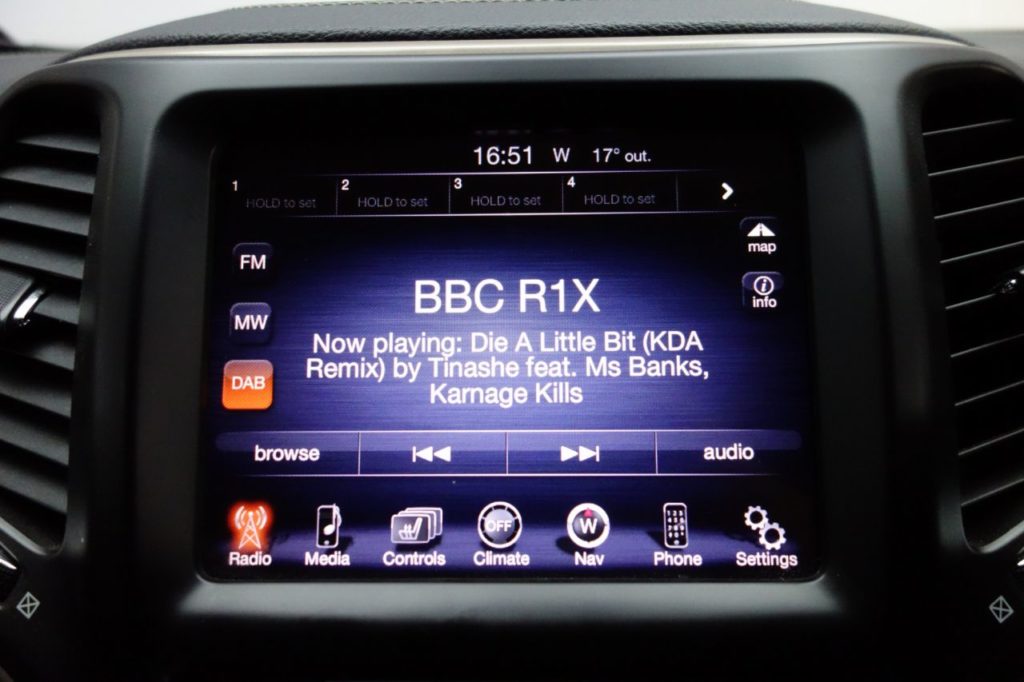 16:51 W 17° out.
1 HOLD to set 2 HOLD to set 3 HOLD to set 4 HOLD to set
map
FM
info
BBC R1X
MW
Now playing: Die A Little Bit (KDA
Remix) by Tinashe feat. Ms Banks,
Karnage Kills
DAB
browse audio
OFF W
Radio Media Controls Climate Nav Phone Settings